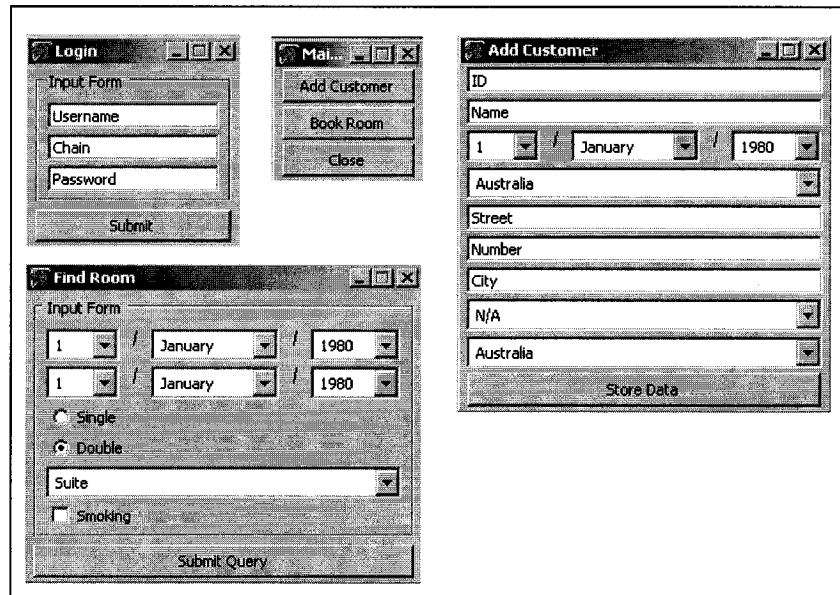 Login
Input Form
Username
Chain
Password
Submit
Mai...
Add Customer
Book Room
Close
Add Customer
ID
Name
1 / January / 1980
Australia
Street
Number
City
N/A
Australia
Store Data
Find Room
Input Form
1 / January / 1980
1 / January / 1980
Single
Double
Suite
Smoking
Submit Query